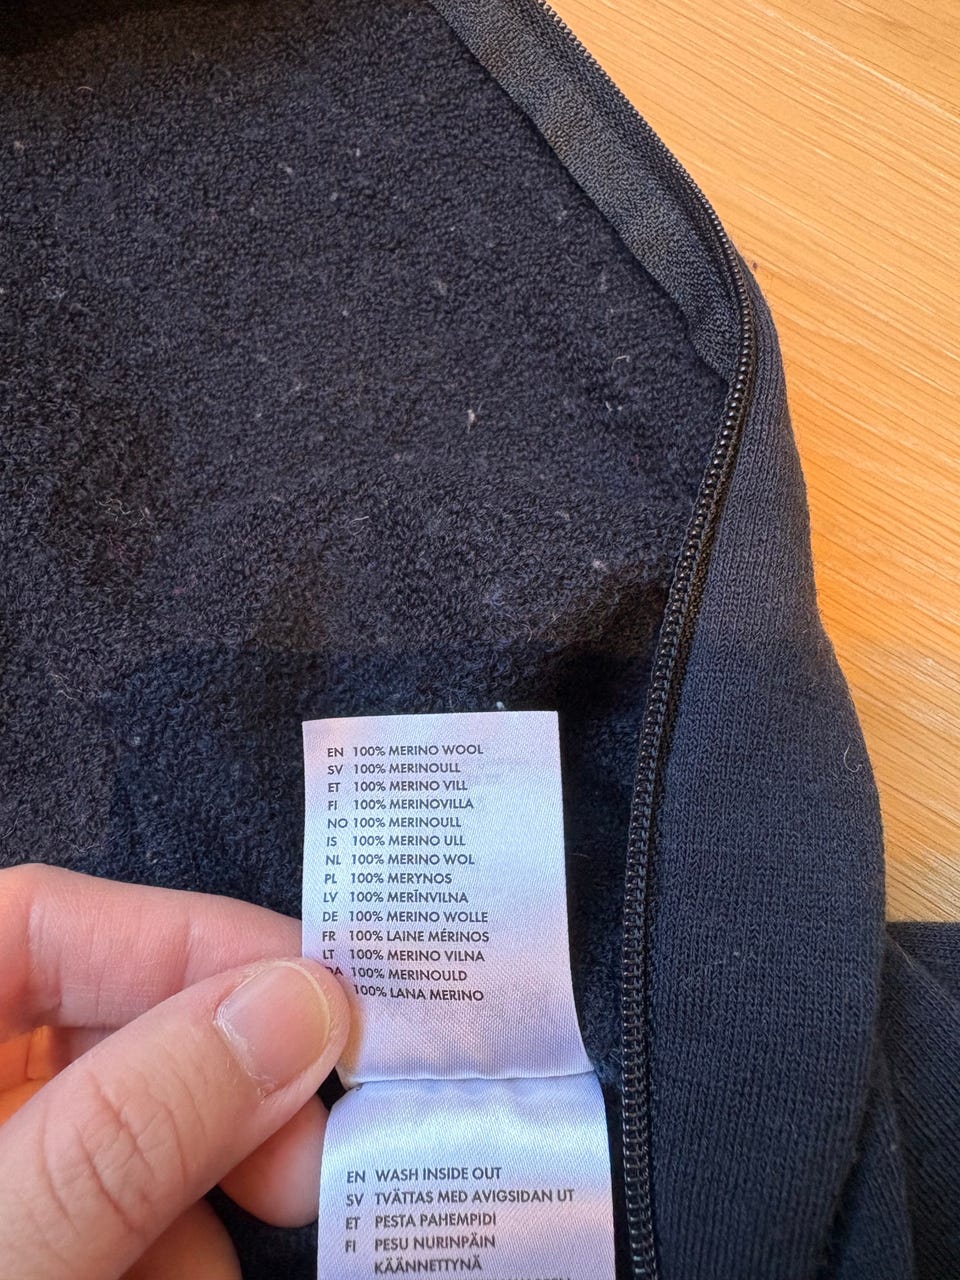 EN 100% MERINO WOOL
SV 100% MERINOULL
ET 100% MERINO VILL
FI 100% MERINOVILLA
NO 100% MERINOULL
IS 100% MERINO ULL
NL 100% MERINO WOL
PL 100% MERYNOS
LV 100% MERĪNVILNA
DE 100% MERINO WOLLE
FR 100% LAINE MÉRINOS
LT 100% MERINO VILNA
DA 100% MERINOULD
100% LANA MERINO
EN WASH INSIDE OUT
SV TVÄTTAS MED AVIGSIDAN UT
ET PESTA PAHEMPIDI
FI PESU NURINPÄIN
KÄÄNNETTYNÄ